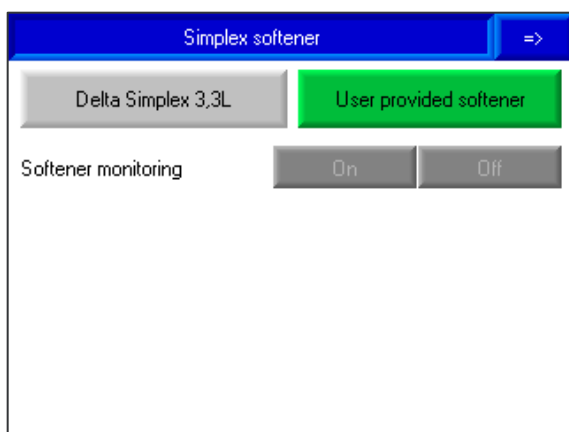 Simplex softener =>
Delta Simplex 3,3L User provided softener
Softener monitoring On Off